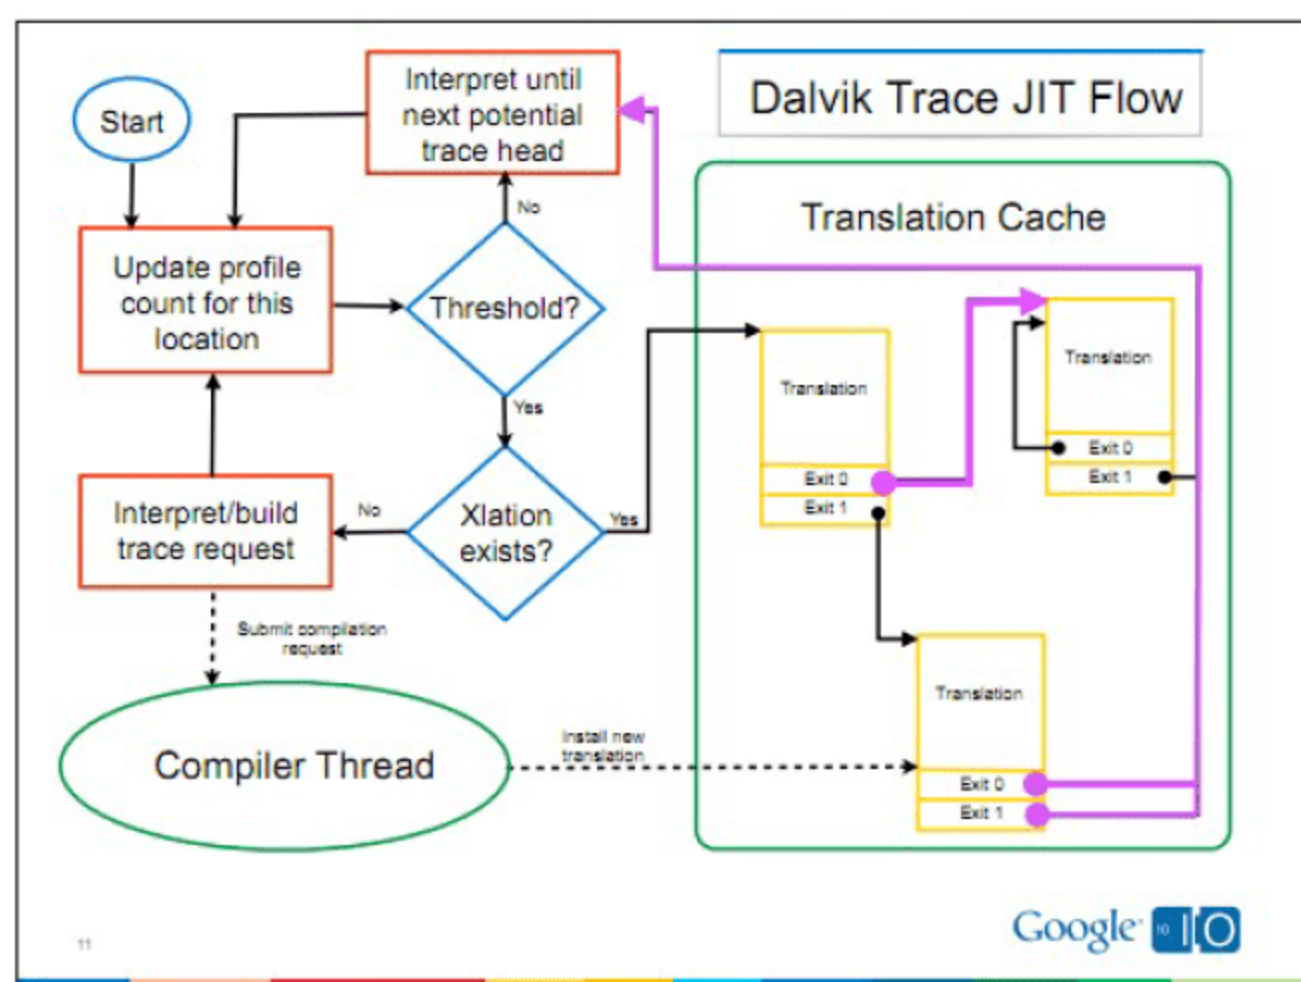 Dalvik Trace JIT Flow
Start
Interpret until
next potential
trace head
No
Update profile
count for this
location
Threshold?
Yes
Interpret/build
trace request
No
Xlation
exists?
Yes
Submit compilation
request
Compiler Thread
Install new
translation
Translation Cache
Translation
Exit 0
Exit 1
Translation
Exit 0
Exit 1
Translation
Exit 0
Exit 1
11
Google 10 IO